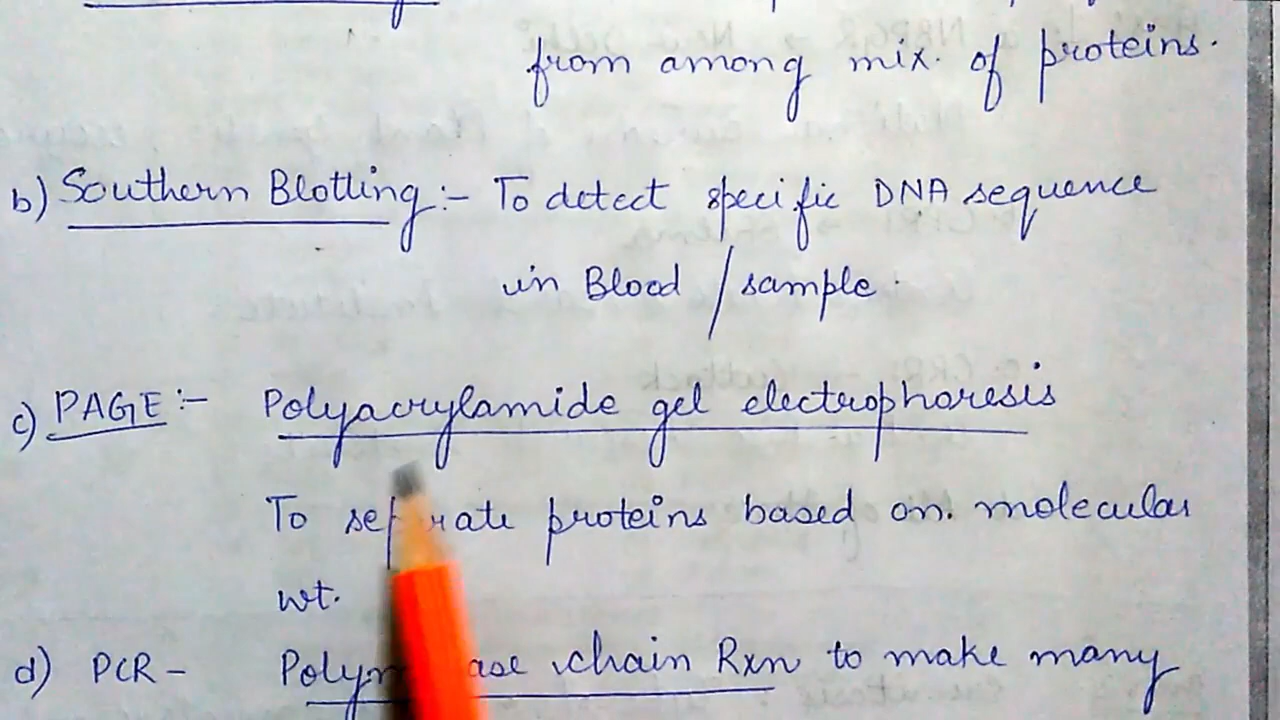 from among mix. of proteins.
b) Southern Blotting :- To detect specific DNA sequence
in Blood / sample.
c) PAGE :- Polyacrylamide gel electrophoresis
To separate proteins based on. molecular
wt.
d) PCR - Polymerase chain Rxn to make many